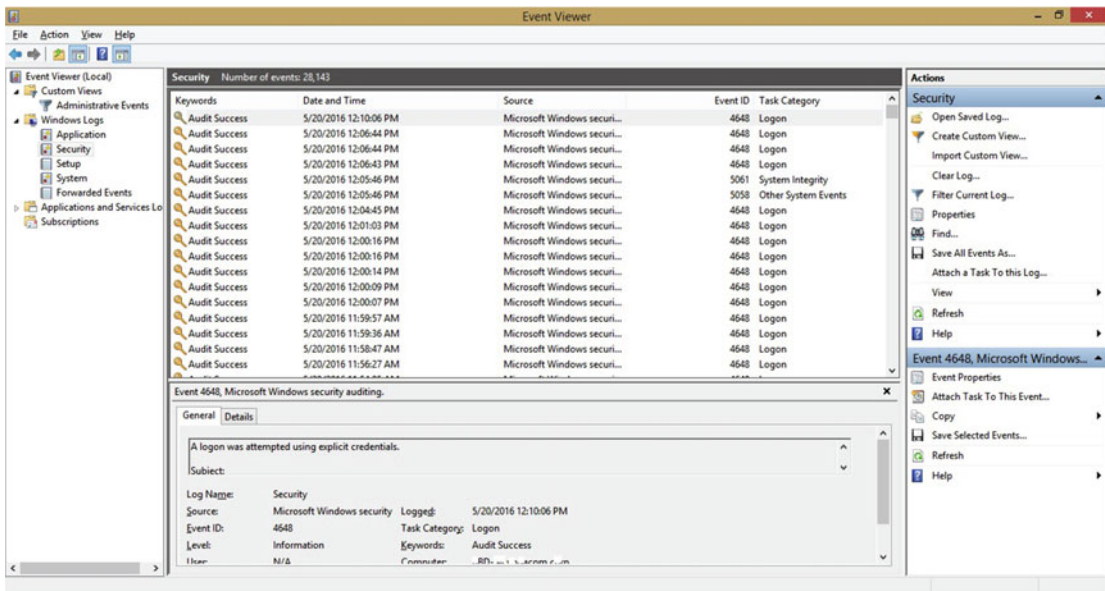 Event Viewer
File Action View Help
Event Viewer (Local)
Custom Views
Administrative Events
Windows Logs
Application
Security
Setup
System
Forwarded Events
Applications and Services Lo
Subscriptions
Security Number of events: 28,143
Keywords Date and Time Source Event ID Task Category
Audit Success 5/20/2016 12:10:06 PM Microsoft Windows securi... 4648 Logon
Audit Success 5/20/2016 12:06:44 PM Microsoft Windows securi... 4648 Logon
Audit Success 5/20/2016 12:06:44 PM Microsoft Windows securi... 4648 Logon
Audit Success 5/20/2016 12:06:43 PM Microsoft Windows securi... 4648 Logon
Audit Success 5/20/2016 12:05:46 PM Microsoft Windows securi... 5061 System Integrity
Audit Success 5/20/2016 12:05:46 PM Microsoft Windows securi... 5058 Other System Events
Audit Success 5/20/2016 12:04:45 PM Microsoft Windows securi... 4648 Logon
Audit Success 5/20/2016 12:01:03 PM Microsoft Windows securi... 4648 Logon
Audit Success 5/20/2016 12:00:16 PM Microsoft Windows securi... 4648 Logon
Audit Success 5/20/2016 12:00:16 PM Microsoft Windows securi... 4648 Logon
Audit Success 5/20/2016 12:00:14 PM Microsoft Windows securi... 4648 Logon
Audit Success 5/20/2016 12:00:09 PM Microsoft Windows securi... 4648 Logon
Audit Success 5/20/2016 12:00:07 PM Microsoft Windows securi... 4648 Logon
Audit Success 5/20/2016 11:59:57 AM Microsoft Windows securi... 4648 Logon
Audit Success 5/20/2016 11:59:36 AM Microsoft Windows securi... 4648 Logon
Audit Success 5/20/2016 11:58:47 AM Microsoft Windows securi... 4648 Logon
Audit Success 5/20/2016 11:56:27 AM Microsoft Windows securi... 4648 Logon
Event 4648, Microsoft Windows security auditing.
General Details
A logon was attempted using explicit credentials.
Subject:
Log Name: Security
Source: Microsoft Windows security Logged: 5/20/2016 12:10:06 PM
Event ID: 4648 Task Category: Logon
Level: Information Keywords: Audit Success
User: N/A Computer:
Actions
Security
Open Saved Log...
Create Custom View...
Import Custom View...
Clear Log...
Filter Current Log...
Properties
Find...
Save All Events As...
Attach a Task To this Log...
View
Refresh
Help
Event 4648, Microsoft Windows...
Event Properties
Attach Task To This Event...
Copy
Save Selected Events...
Refresh
Help